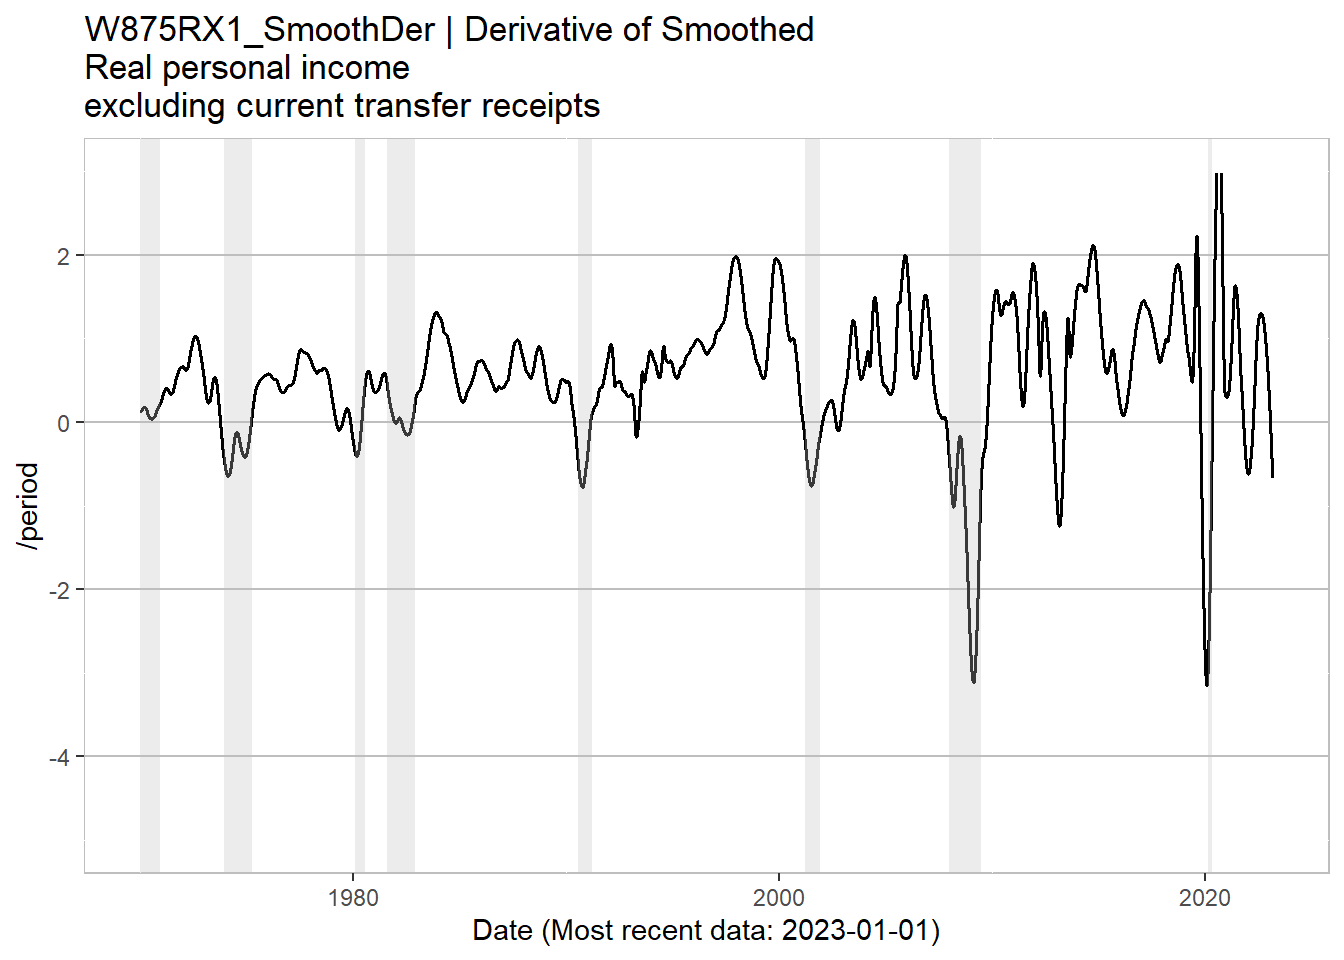 W875RX1_SmoothDer | Derivative of Smoothed
Real personal income
excluding current transfer receipts
/period
2
0
-2
-4
1980
2000
2020
Date (Most recent data: 2023-01-01)